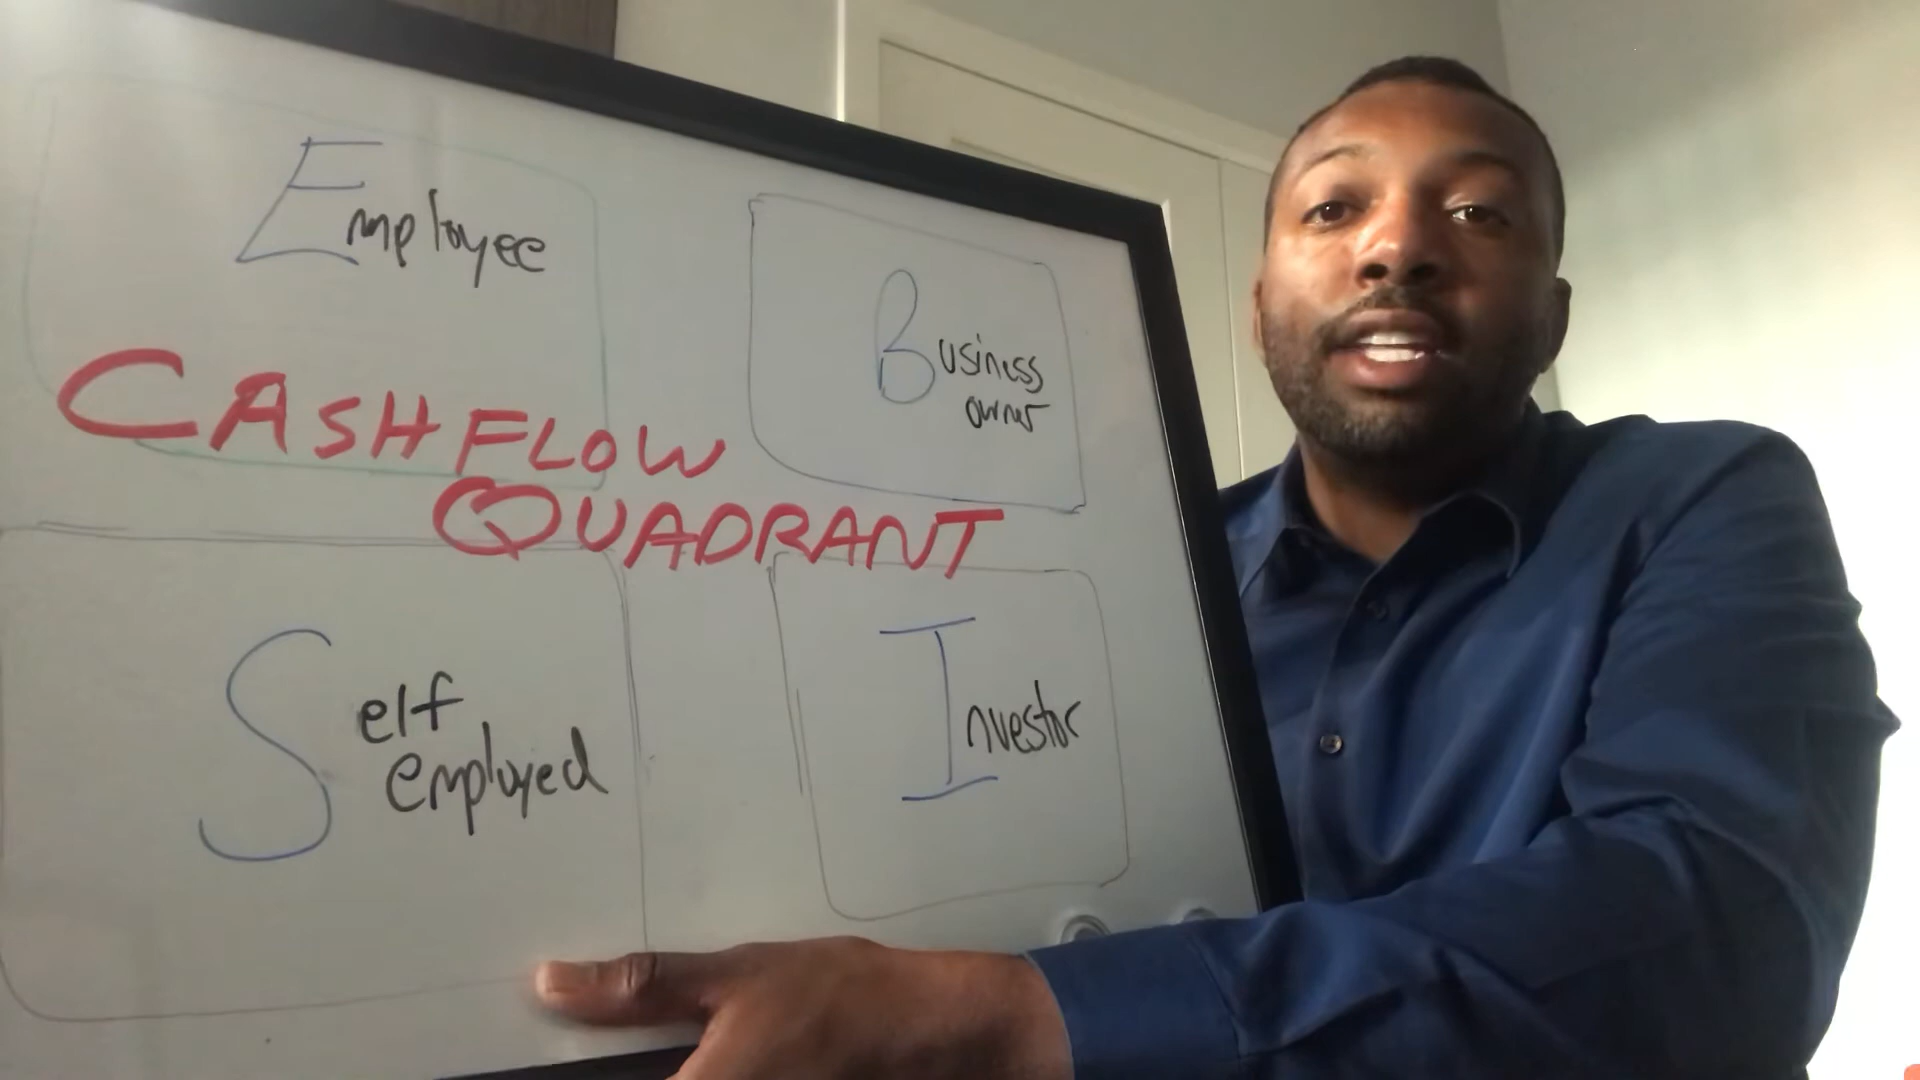 Employee
Business
owner
CASHFLOW
QUADRANT
Self
employed
Investor